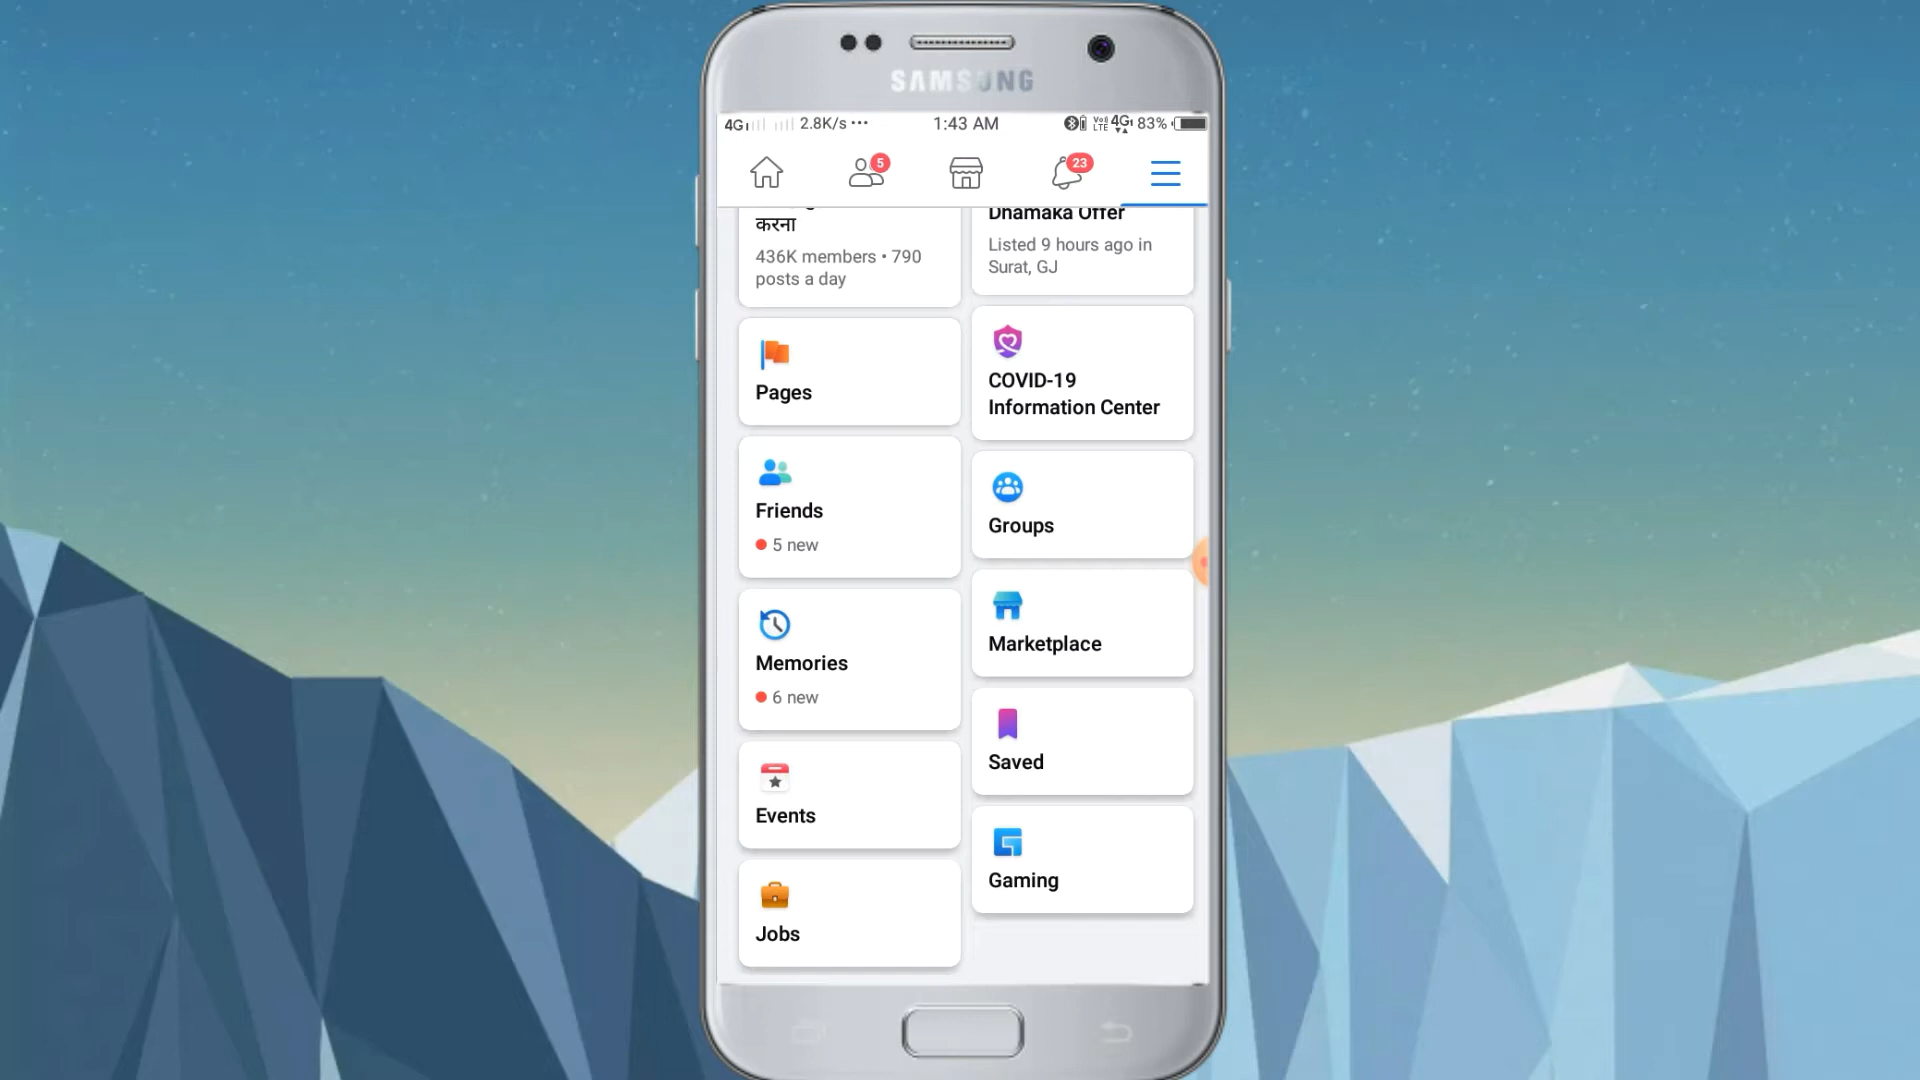 SAMSUNG
4G 2.8K/s ••• 1:43 AM VoI LTE 4G 83%
5
23
करना
436K members • 790
posts a day
Dhamaka Offer
Listed 9 hours ago in
Surat, GJ
Pages
COVID-19
Information Center
Friends
5 new
Groups
Memories
6 new
Marketplace
Events
Saved
Jobs
Gaming